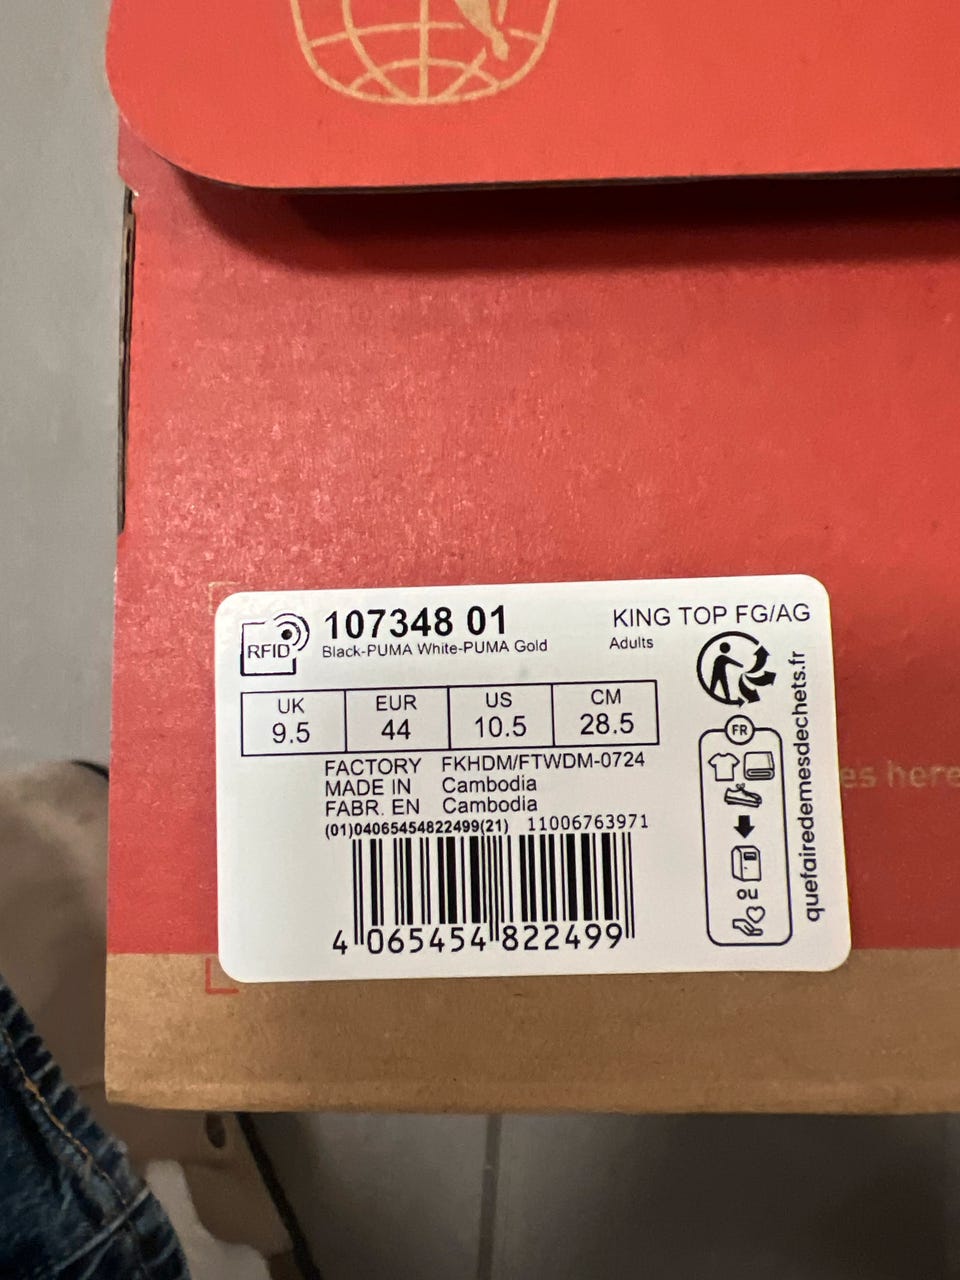 RFID
107348 01
KING TOP FG/AG
Black-PUMA White-PUMA Gold
Adults
UK EUR US CM
9.5 44 10.5 28.5
FACTORY FKHDM/FTWDM-0724
MADE IN Cambodia
FABR. EN Cambodia
(01)04065454822499(21) 11006763971
4 065454 822499
FR
ou
quefairedemesdechets.fr
es here